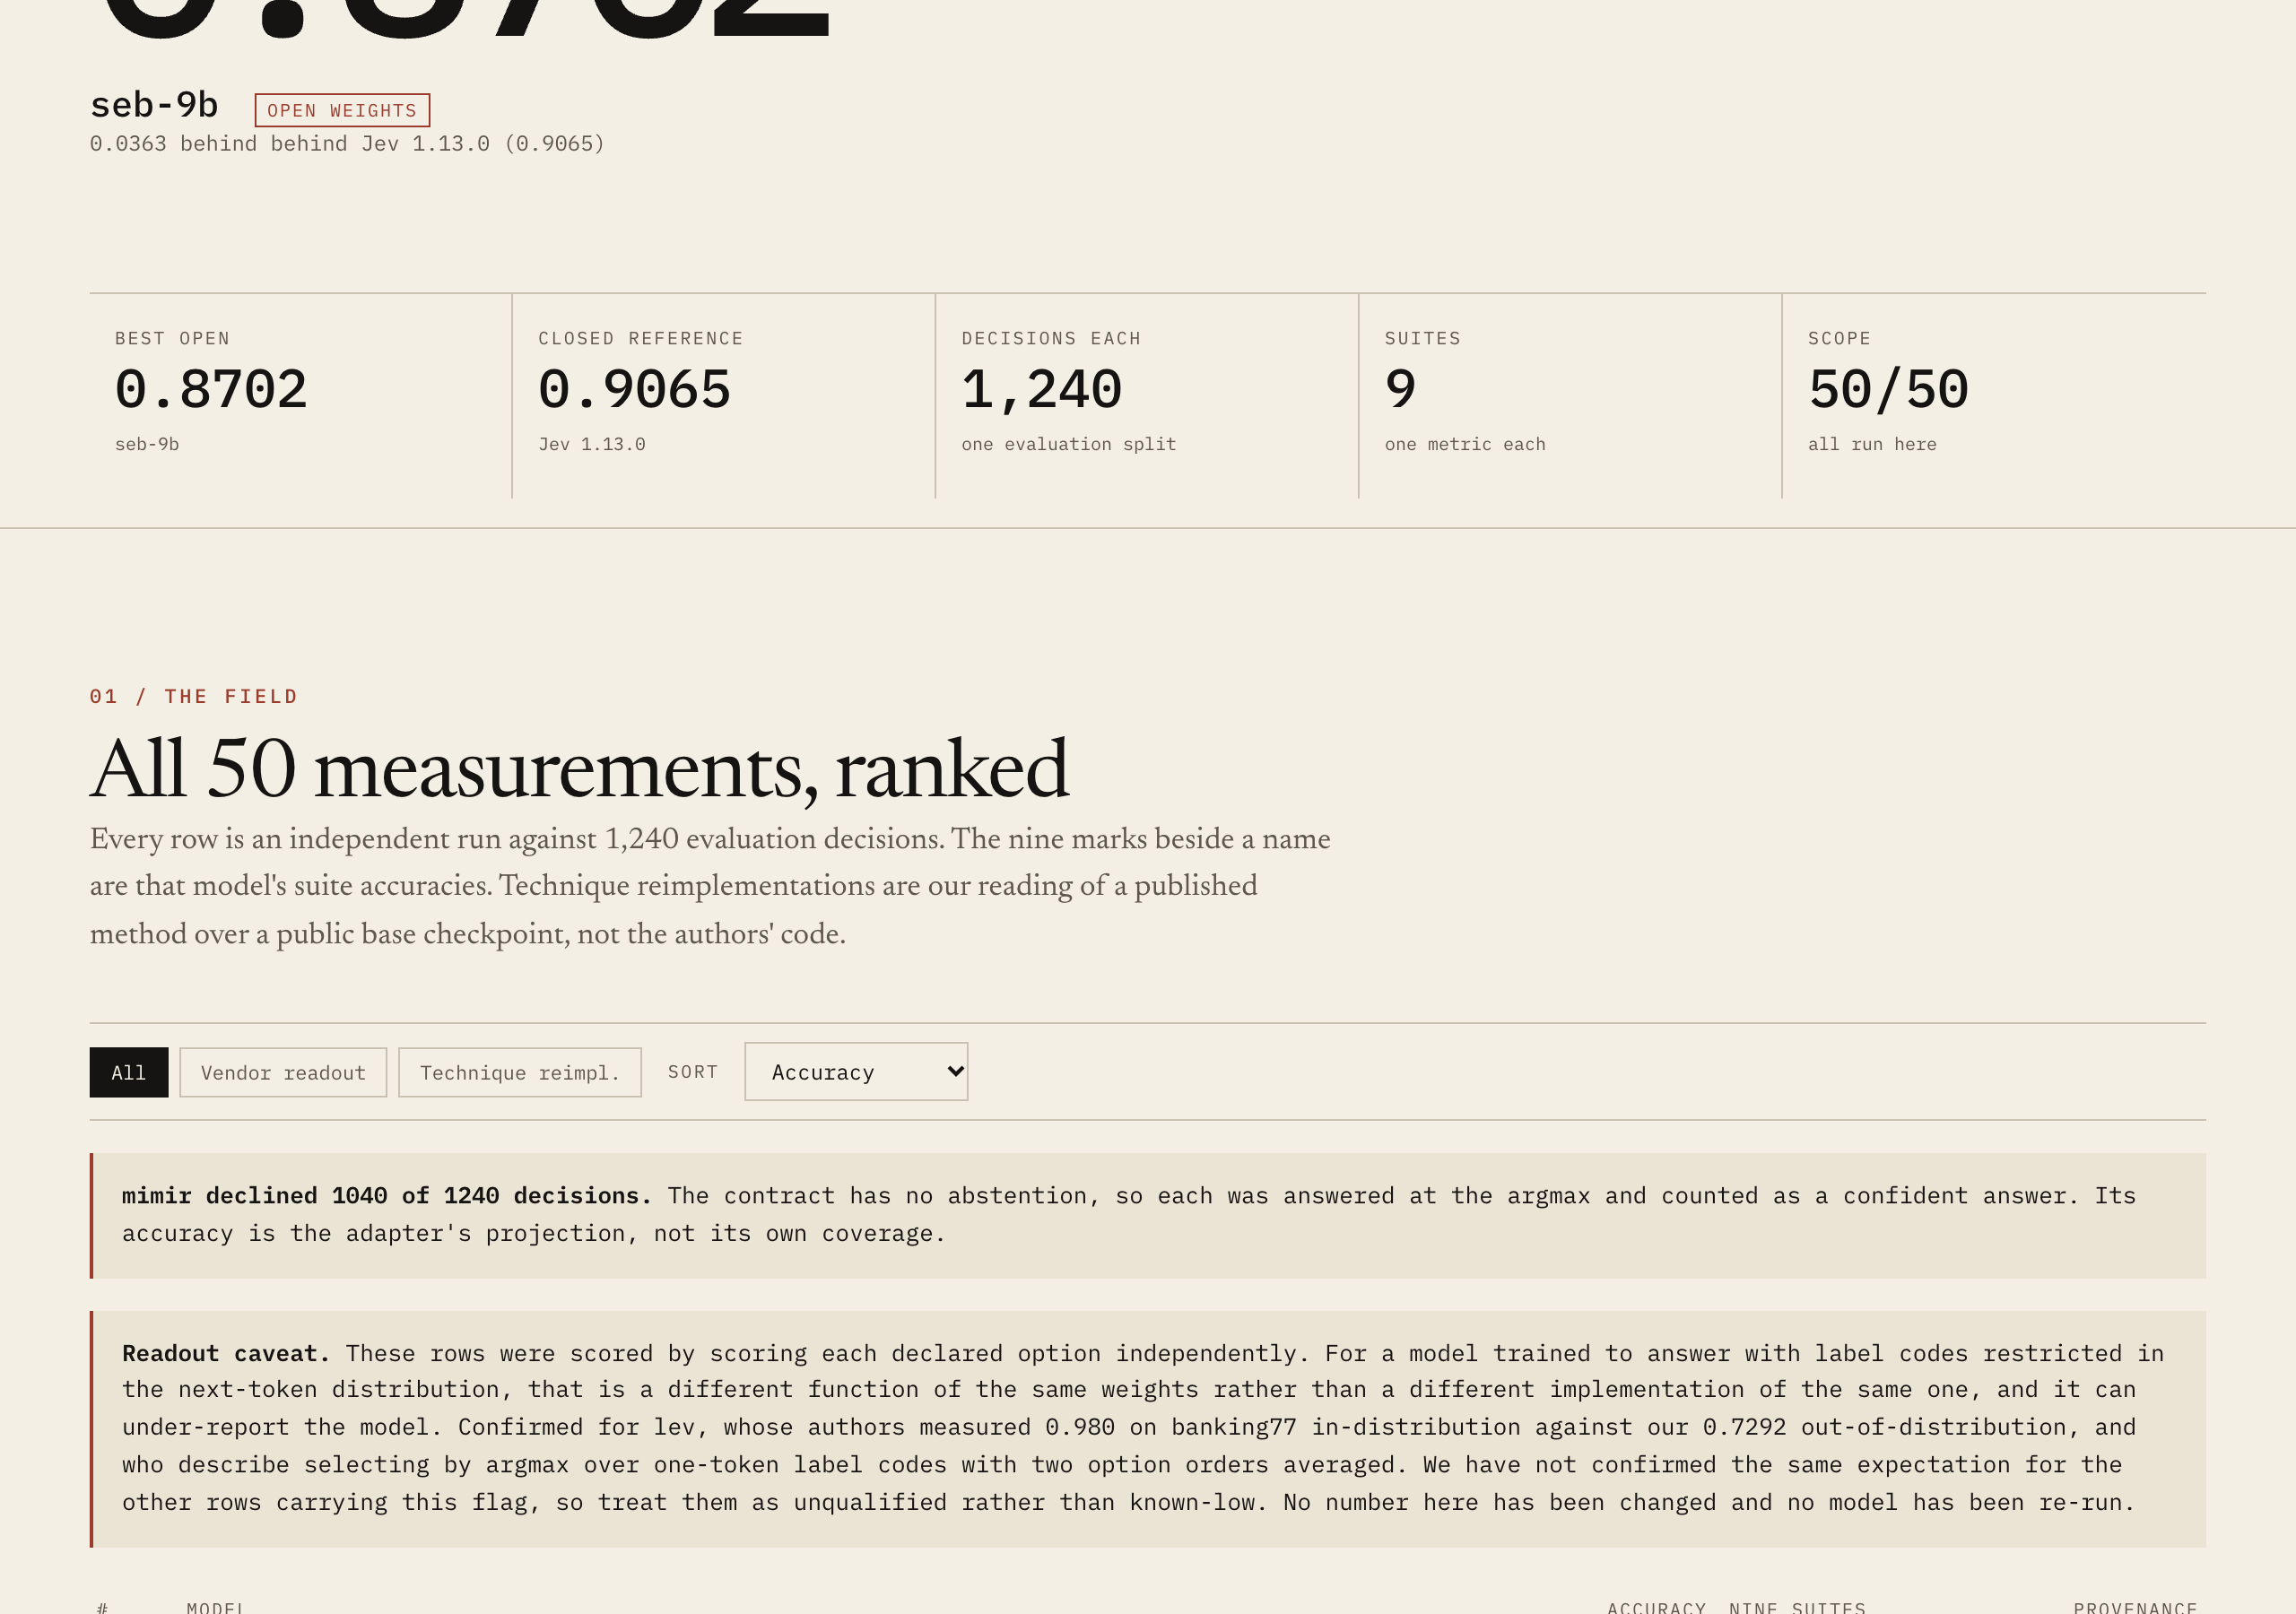 0.8702
seb-9b OPEN WEIGHTS
0.0363 behind behind Jev 1.13.0 (0.9065)
BEST OPEN
0.8702
seb-9b
CLOSED REFERENCE
0.9065
Jev 1.13.0
DECISIONS EACH
1,240
one evaluation split
SUITES
9
one metric each
SCOPE
50/50
all run here
01 / THE FIELD
All 50 measurements, ranked
Every row is an independent run against 1,240 evaluation decisions. The nine marks beside a name
are that model's suite accuracies. Technique reimplementations are our reading of a published
method over a public base checkpoint, not the authors' code.
All Vendor readout Technique reimpl. SORT Accuracy
mimir declined 1040 of 1240 decisions. The contract has no abstention, so each was answered at the argmax and counted as a confident answer. Its
accuracy is the adapter's projection, not its own coverage.
Readout caveat. These rows were scored by scoring each declared option independently. For a model trained to answer with label codes restricted in
the next-token distribution, that is a different function of the same weights rather than a different implementation of the same one, and it can
under-report the model. Confirmed for lev, whose authors measured 0.980 on banking77 in-distribution against our 0.7292 out-of-distribution, and
who describe selecting by argmax over one-token label codes with two option orders averaged. We have not confirmed the same expectation for the
other rows carrying this flag, so treat them as unqualified rather than known-low. No number here has been changed and no model has been re-run.
# MODEL ACCURACY NINE SUITES PROVENANCE